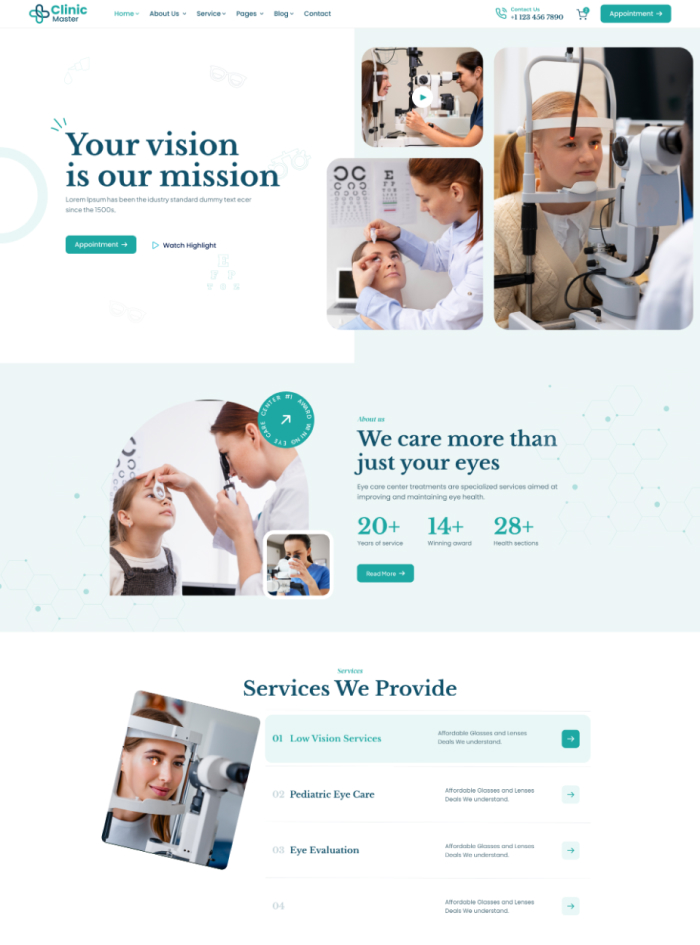 Clinic
Master
Home
About Us
Service
Pages
Blog
Contact
Contact Us
+1 123 456 7890
Appointment →
Your vision
is our mission
Lorem Ipsum has been the idustry standard dummy text ecer
since the 1500s.
Appointment →
Watch Highlight
CARE CENTER #1 AWARD WINING EYE
About us
We care more than
just your eyes
Eye care center treatments are specialized services aimed at
improving and maintaining eye health.
20+ 14+ 28+
Years of service Winning award Health sections
Read More →
Services
Services We Provide
01 Low Vision Services
Affordable Glasses and Lenses
Deals We understand.
02 Pediatric Eye Care
Affordable Glasses and Lenses
Deals We understand.
03 Eye Evaluation
Affordable Glasses and Lenses
Deals We understand.
04
Affordable Glasses and Lenses
Deals We understand.